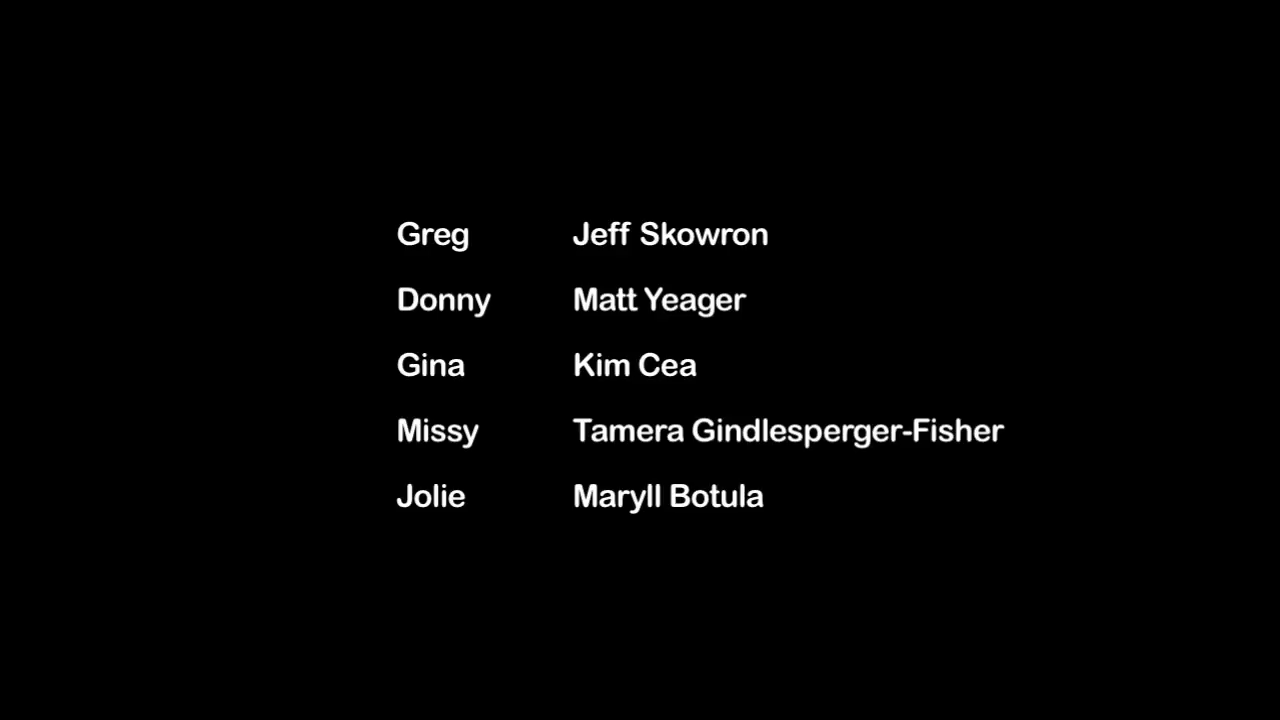 Greg Jeff Skowron
Donny Matt Yeager
Gina Kim Cea
Missy Tamera Gindlesperger-Fisher
Jolie Maryll Botula